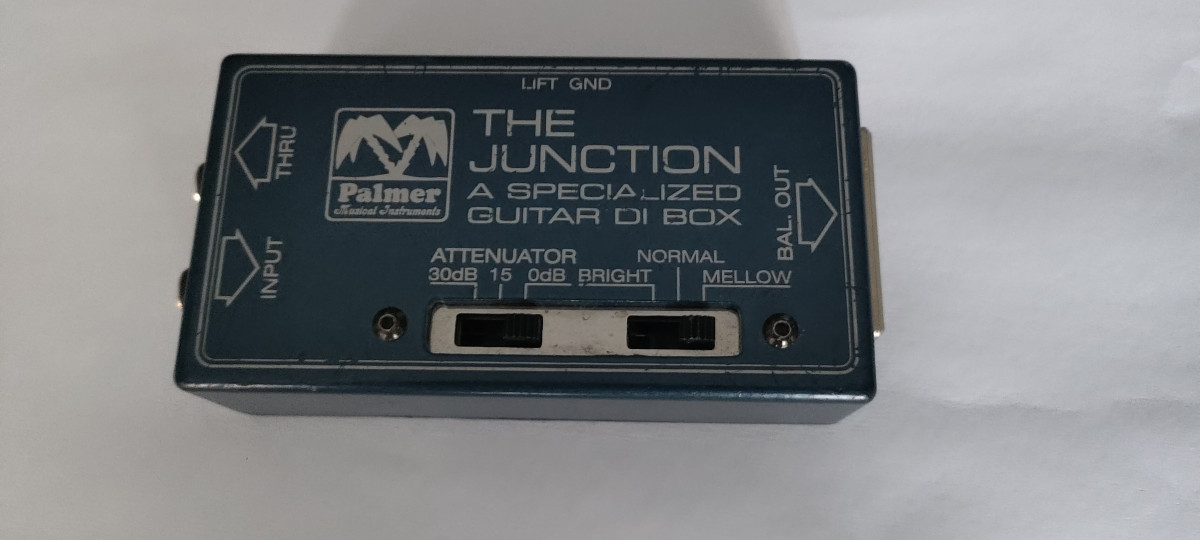 LIFT GND
THRU
INPUT
Palmer
Musical Instruments
THE
JUNCTION
A SPECIALIZED
GUITAR DI BOX
BAL. OUT
ATTENUATOR
30dB 15 0dB
NORMAL
BRIGHT MELLOW